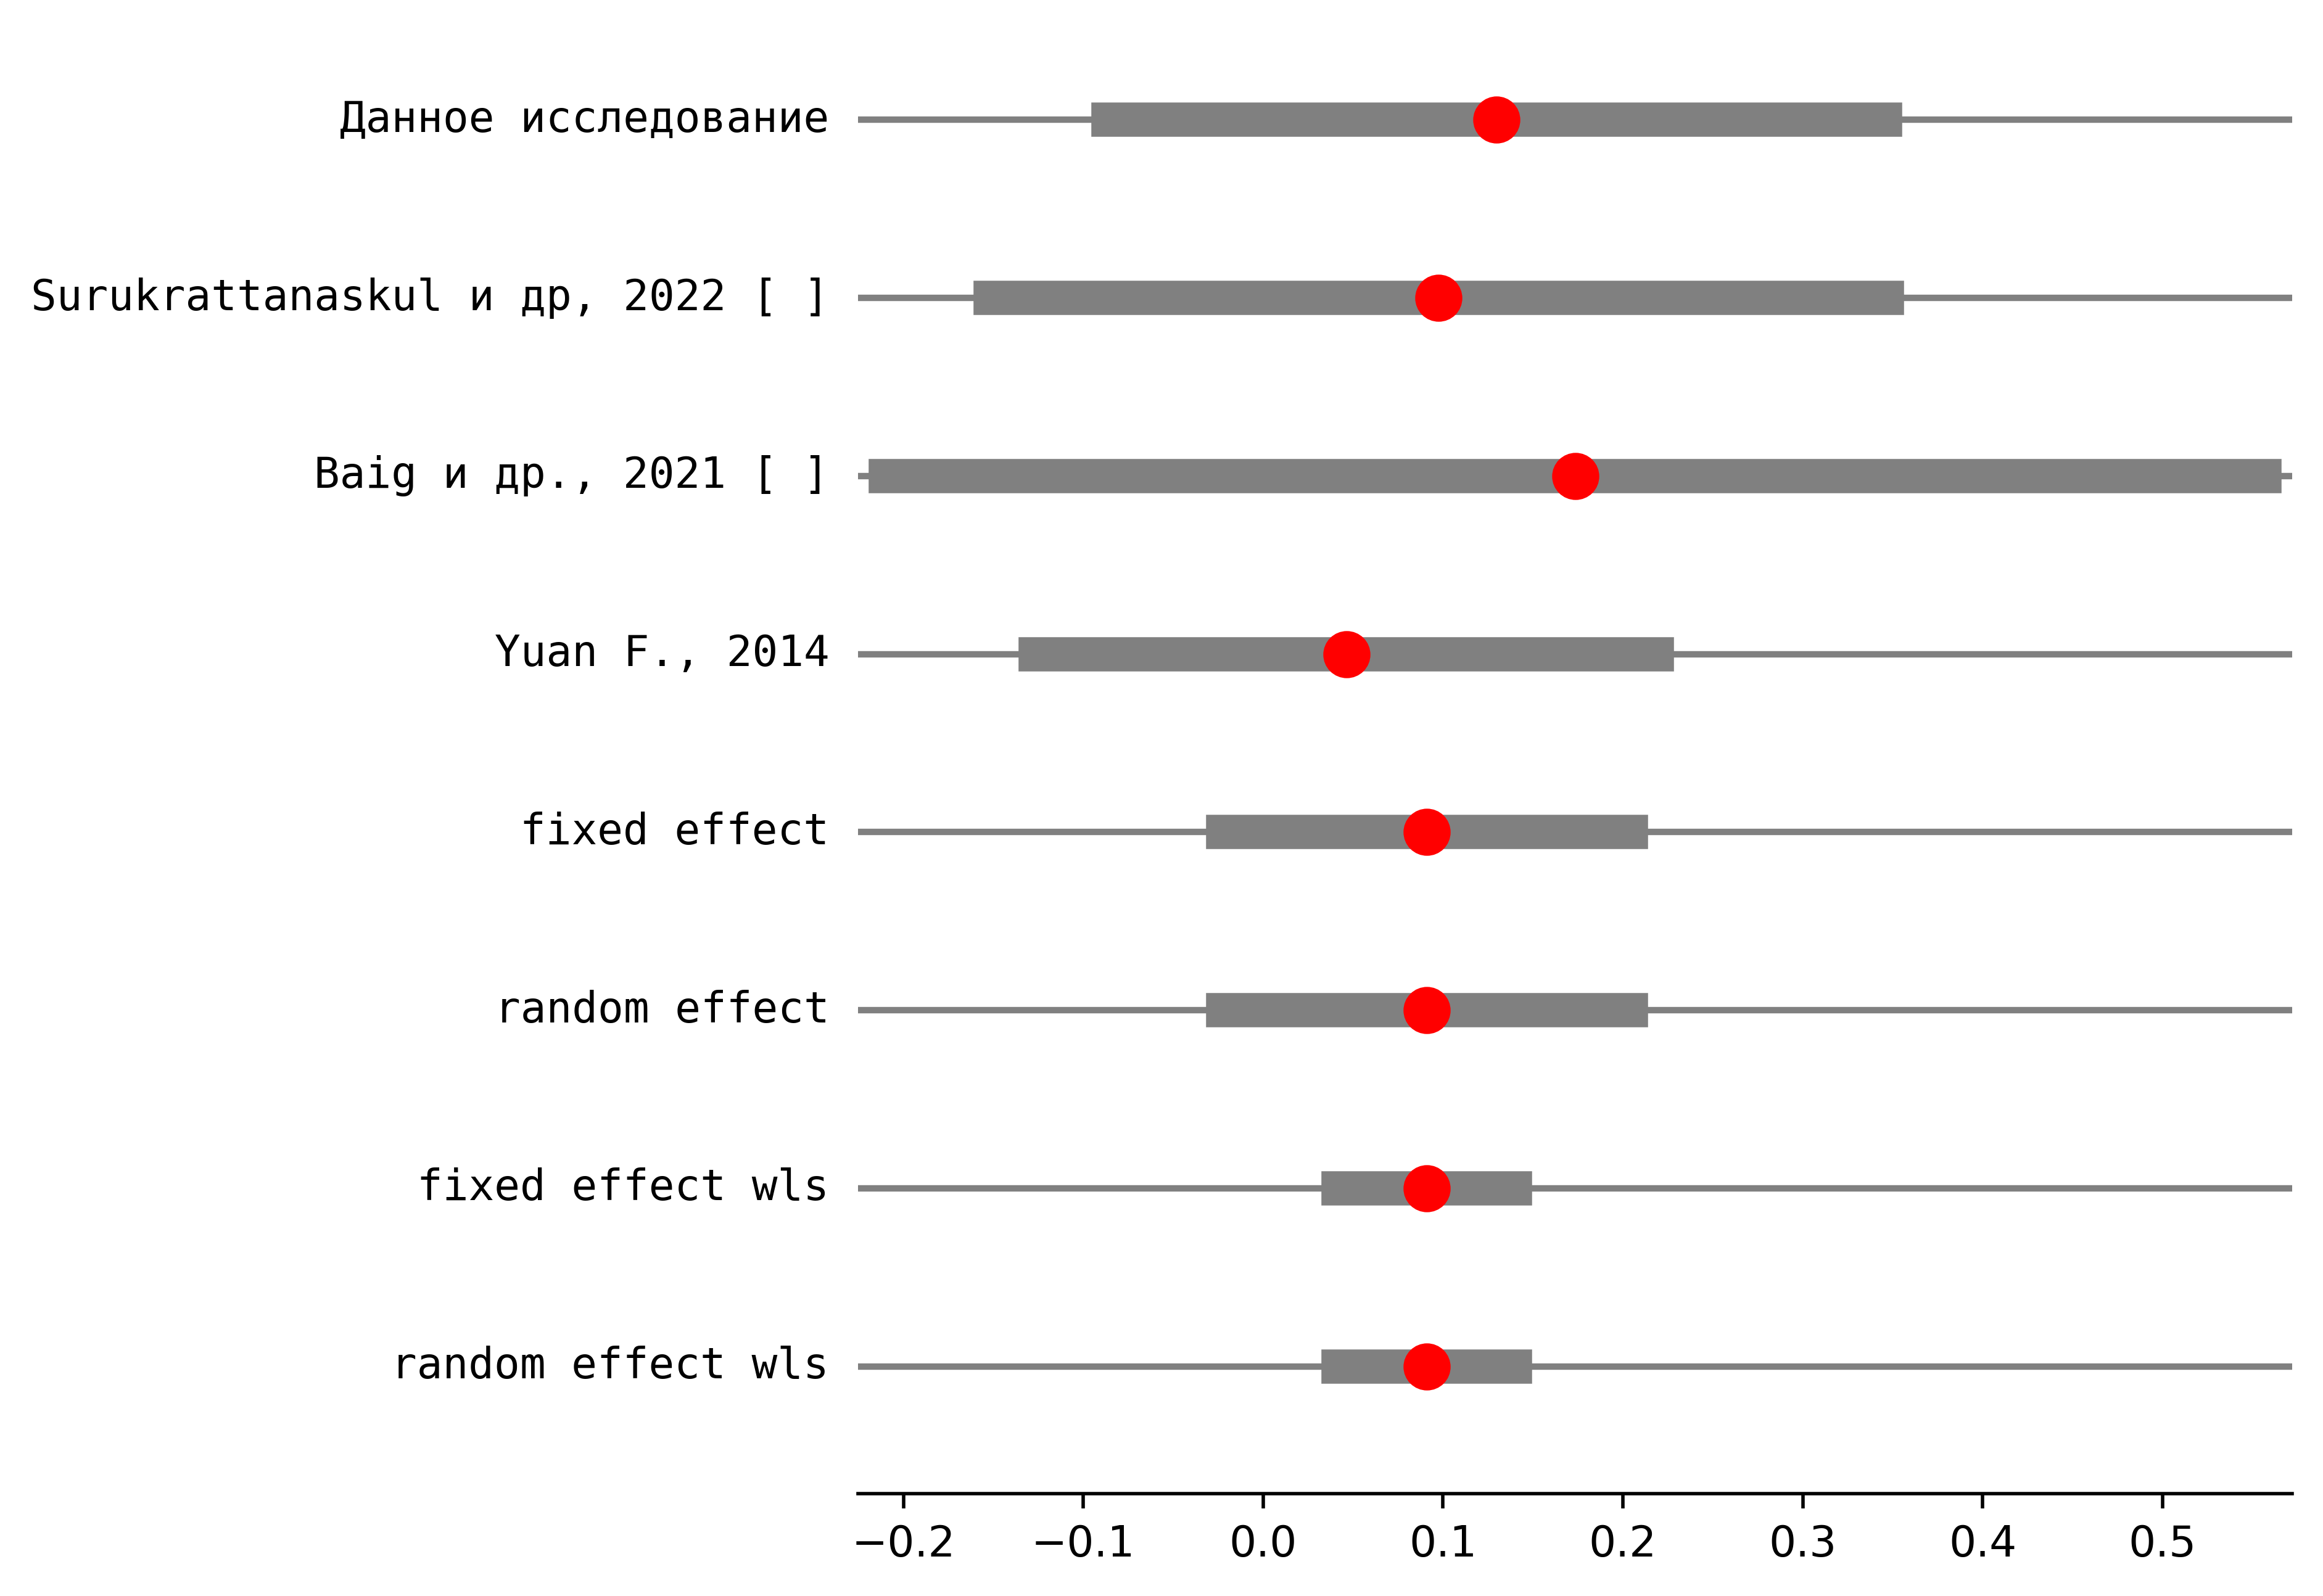 Данное исследование
Surukrattanaskul и др, 2022 [ ]
Baig и др., 2021 [ ]
Yuan F., 2014
fixed effect
random effect
fixed effect wls
random effect wls
−0.2 −0.1 0.0 0.1 0.2 0.3 0.4 0.5